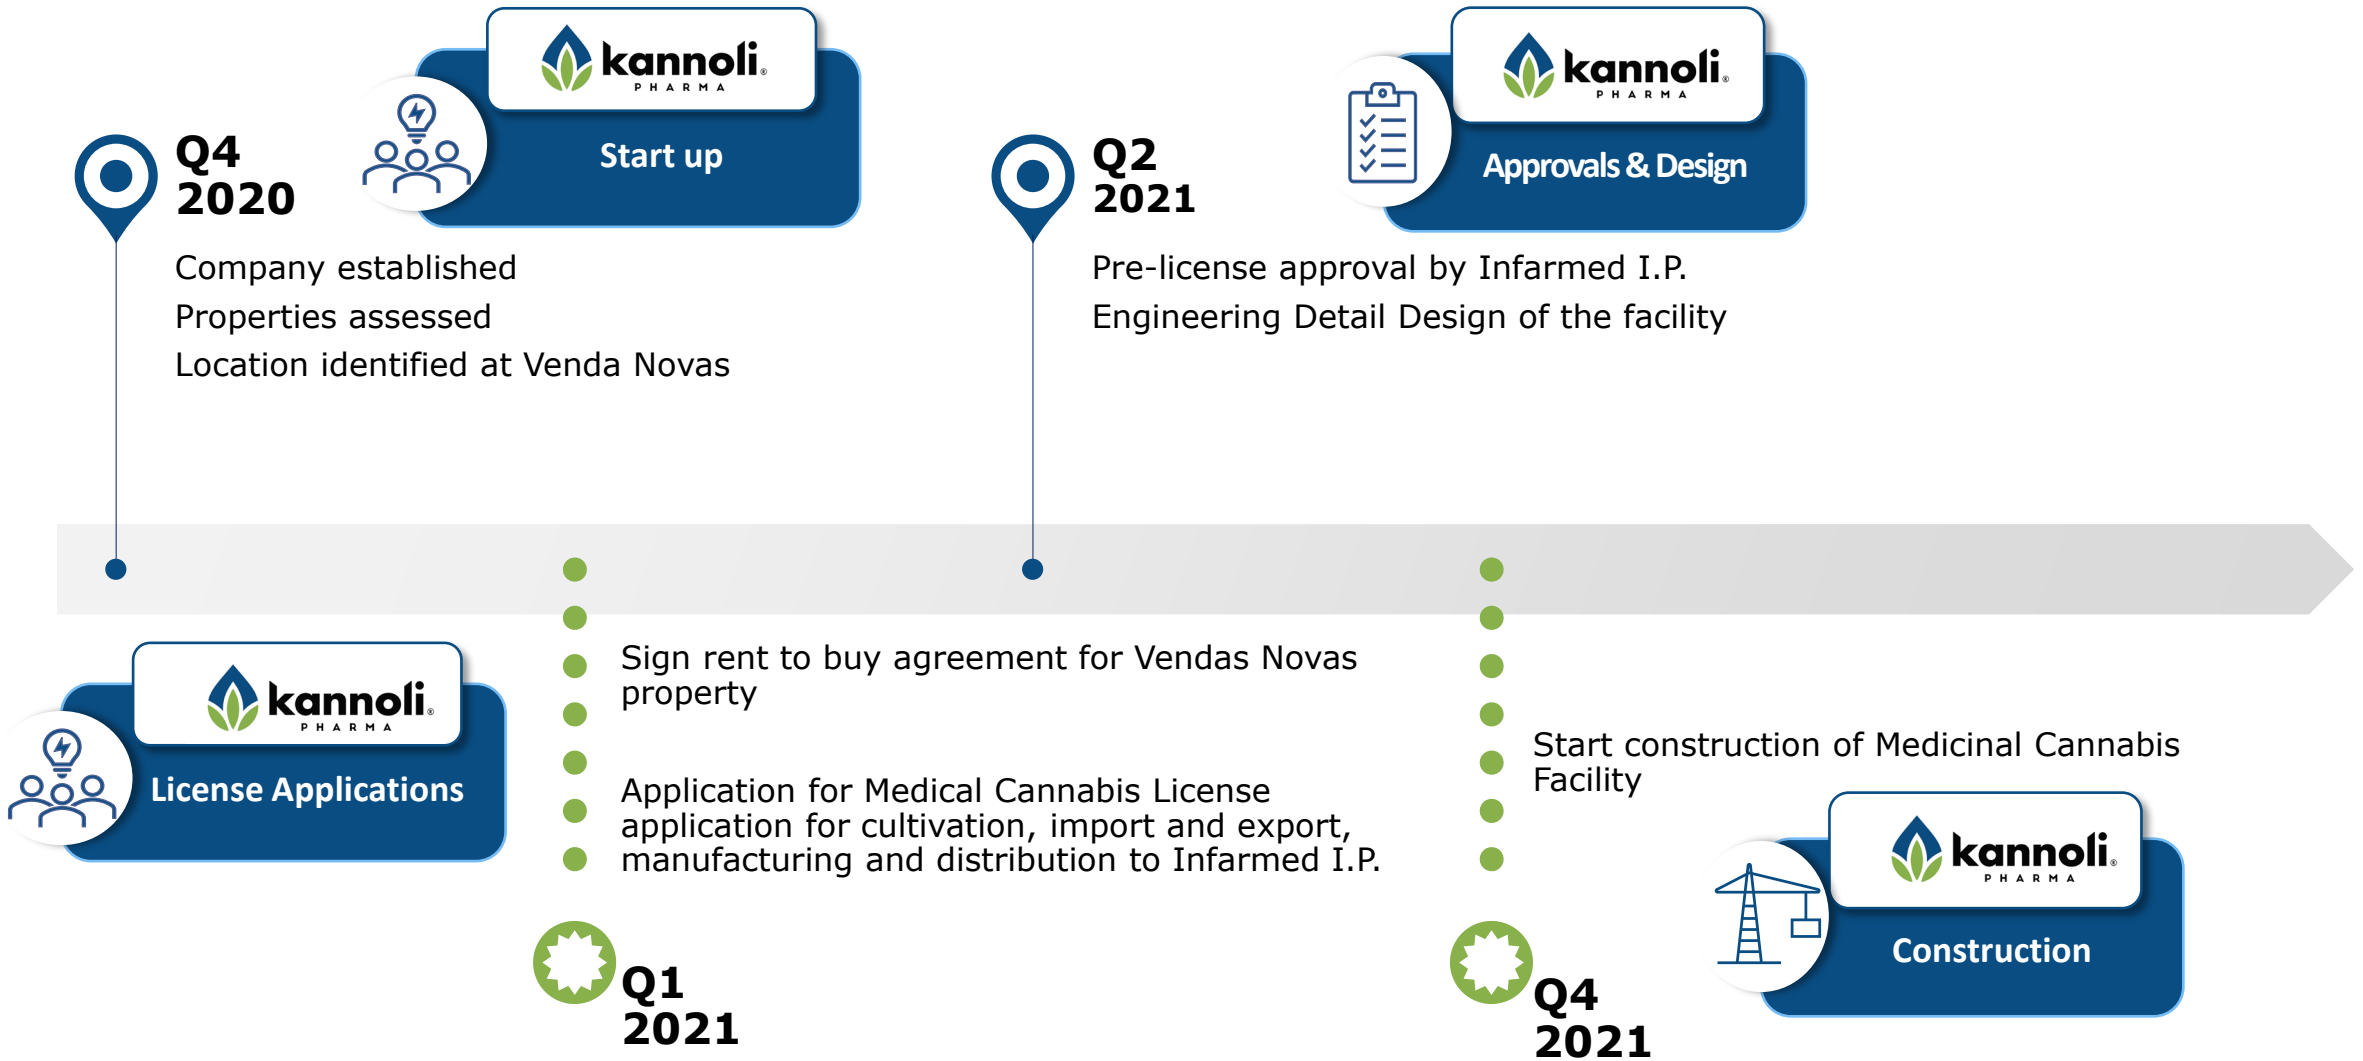 kannoli®
PHARMA
Start up
Q4
2020
Company established
Properties assessed
Location identified at Venda Novas
kannoli®
PHARMA
Approvals & Design
Q2
2021
Pre-license approval by Infarmed I.P.
Engineering Detail Design of the facility
kannoli®
PHARMA
License Applications
Sign rent to buy agreement for Vendas Novas
property
Application for Medical Cannabis License
application for cultivation, import and export,
manufacturing and distribution to Infarmed I.P.
Q1
2021
Start construction of Medicinal Cannabis
Facility
kannoli®
PHARMA
Construction
Q4
2021